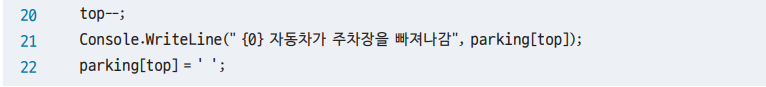 20 top--;
21 Console.WriteLine(" {0} 자동차가 주차장을 빠져나감", parking[top]);
22 parking[top] = ' ';